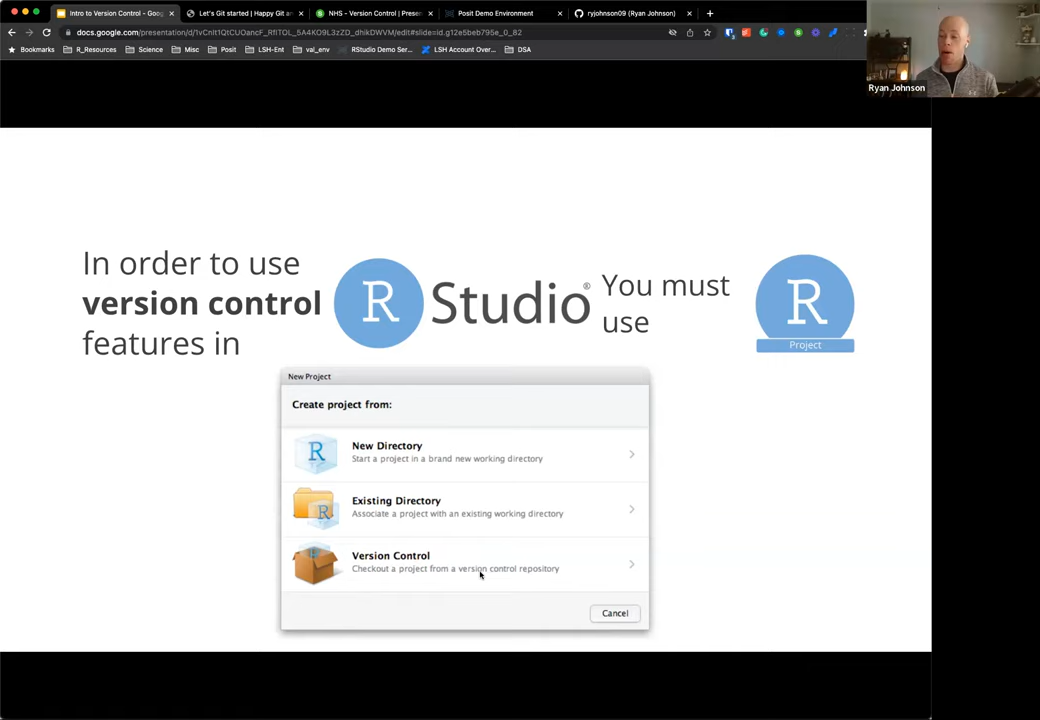 Intro to Version Control - Goog
Let's Git started | Happy Git an
NHS - Version Control | Presen
Posit Demo Environment
ryjohnson09 (Ryan Johnson)
Bookmarks
R_Resources
Science
Misc
Posit
LSH-Ent
val_env
RStudio Demo Ser...
LSH Account Over...
DSA
Ryan Johnson
In order to use
version control
features in
R Studio®
You must
use
R
Project
New Project
Create project from:
New Directory
Start a project in a brand new working directory
Existing Directory
Associate a project with an existing working directory
Version Control
Checkout a project from a version control repository
Cancel